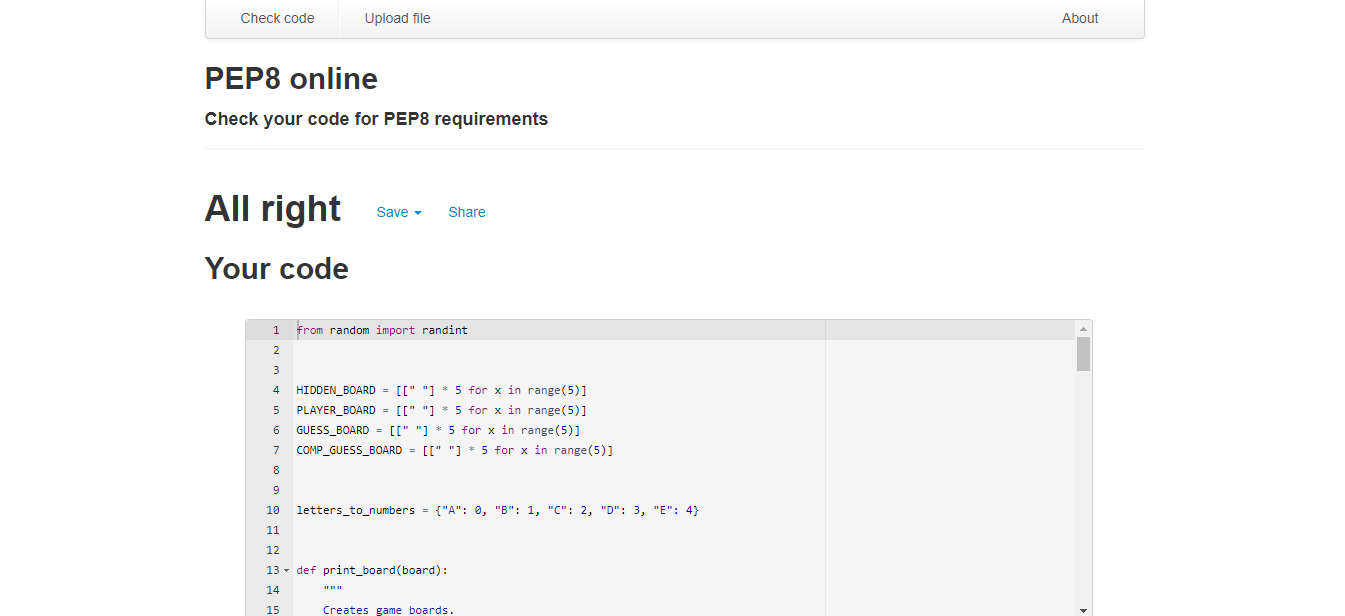 Check code Upload file About
PEP8 online
Check your code for PEP8 requirements
All right Save Share
Your code
1 from random import randint
2
3
4 HIDDEN_BOARD = [[" "] * 5 for x in range(5)]
5 PLAYER_BOARD = [[" "] * 5 for x in range(5)]
6 GUESS_BOARD = [[" "] * 5 for x in range(5)]
7 COMP_GUESS_BOARD = [[" "] * 5 for x in range(5)]
8
9
10 letters_to_numbers = {"A": 0, "B": 1, "C": 2, "D": 3, "E": 4}
11
12
13 def print_board(board):
14 """
15 Creates game boards.